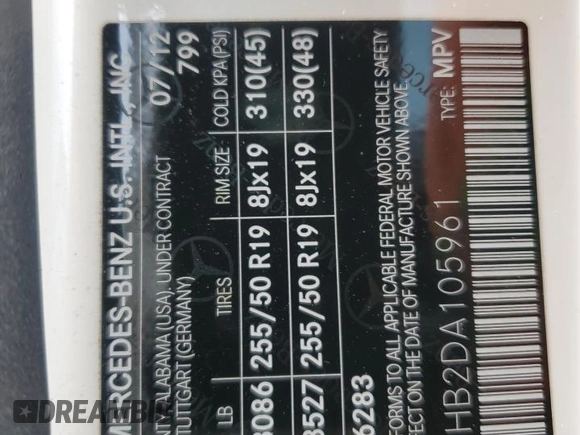 MERCEDES-BENZ U.S. INTL., INC.
ALABAMA (USA), UNDER CONTRACT 07/12
STUTTGART (GERMANY) 799
LB TIRES RIM SIZE: COLD KPA (PSI)
3086 255/50 R19 8Jx19 310(45)
3527 255/50 R19 8Jx19 330(48)
6283
FORMS TO ALL APPLICABLE FEDERAL MOTOR VEHICLE SAFETY
EFFECT ON THE DATE OF MANUFACTURE SHOWN ABOVE
HB2DA105961 TYPE: MPV
DREAMBID